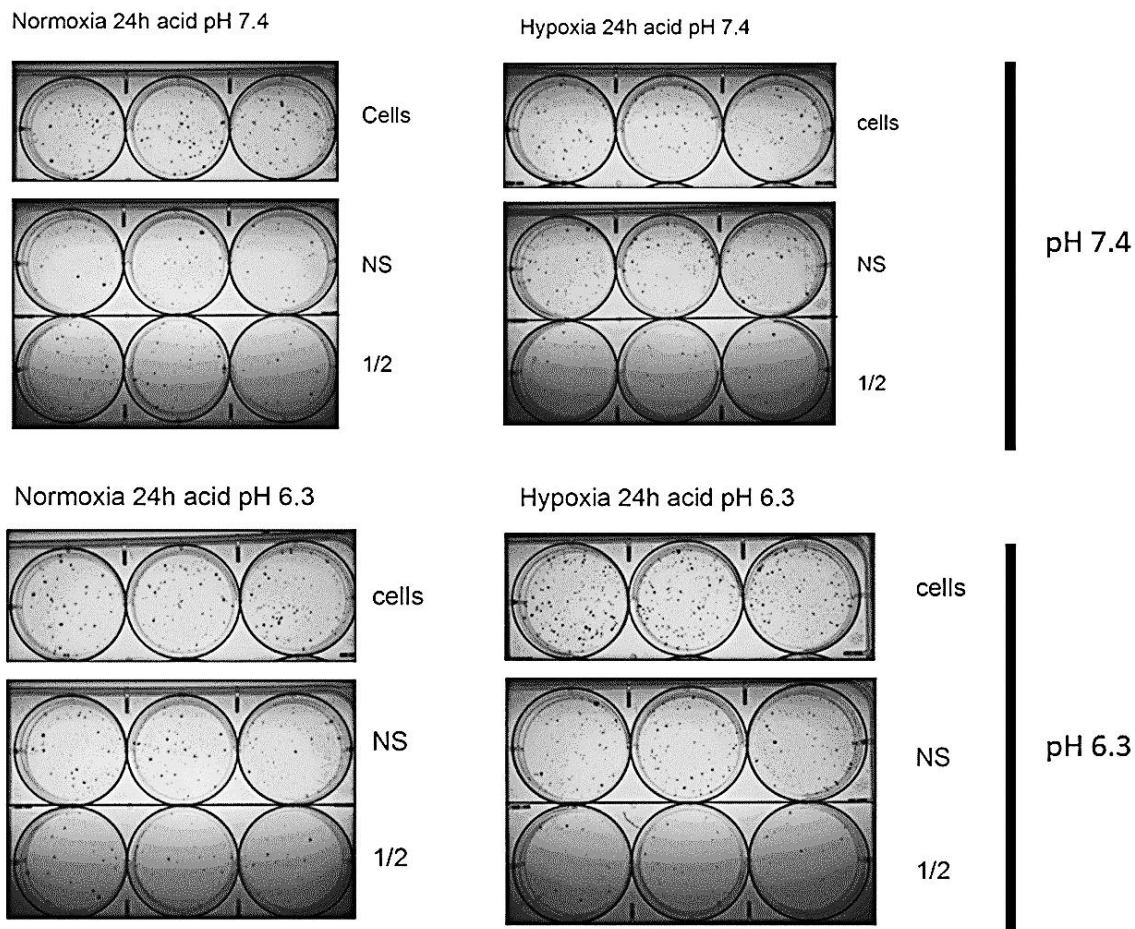 Normoxia 24h acid pH 7.4
Cells
NS
1/2
Hypoxia 24h acid pH 7.4
cells
NS
1/2
pH 7.4
Normoxia 24h acid pH 6.3
cells
NS
1/2
Hypoxia 24h acid pH 6.3
cells
NS
1/2
pH 6.3